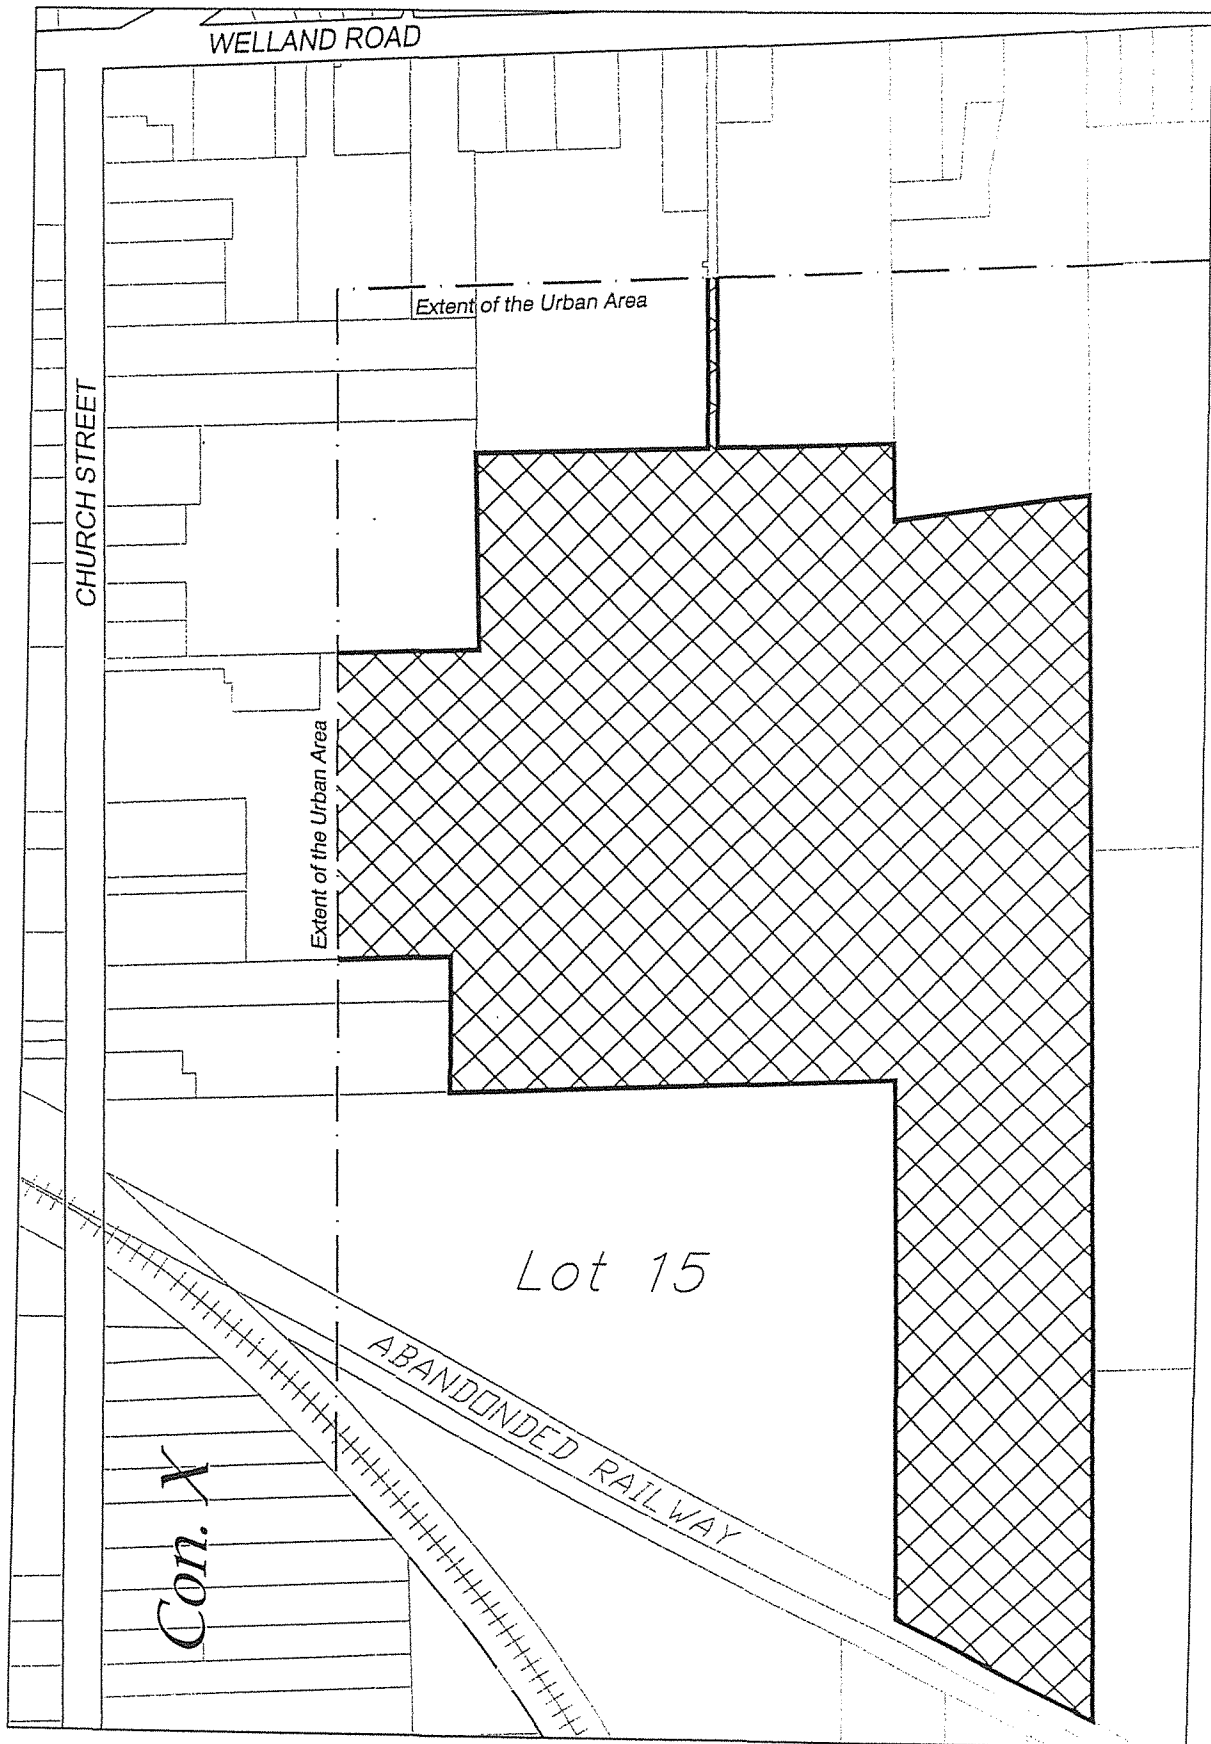 WELLAND ROAD
Extent of the Urban Area
CHURCH STREET
Extent of the Urban Area
Lot 15
ABANDONDED RAILWAY
Con. X